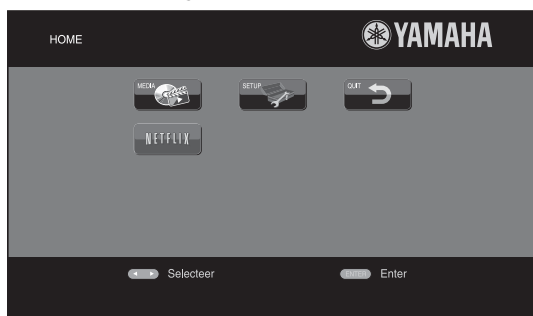 HOME
YAMAHA
MEDIA
SETUP
QUIT
NETFLIX
Selecteer
ENTER
Enter